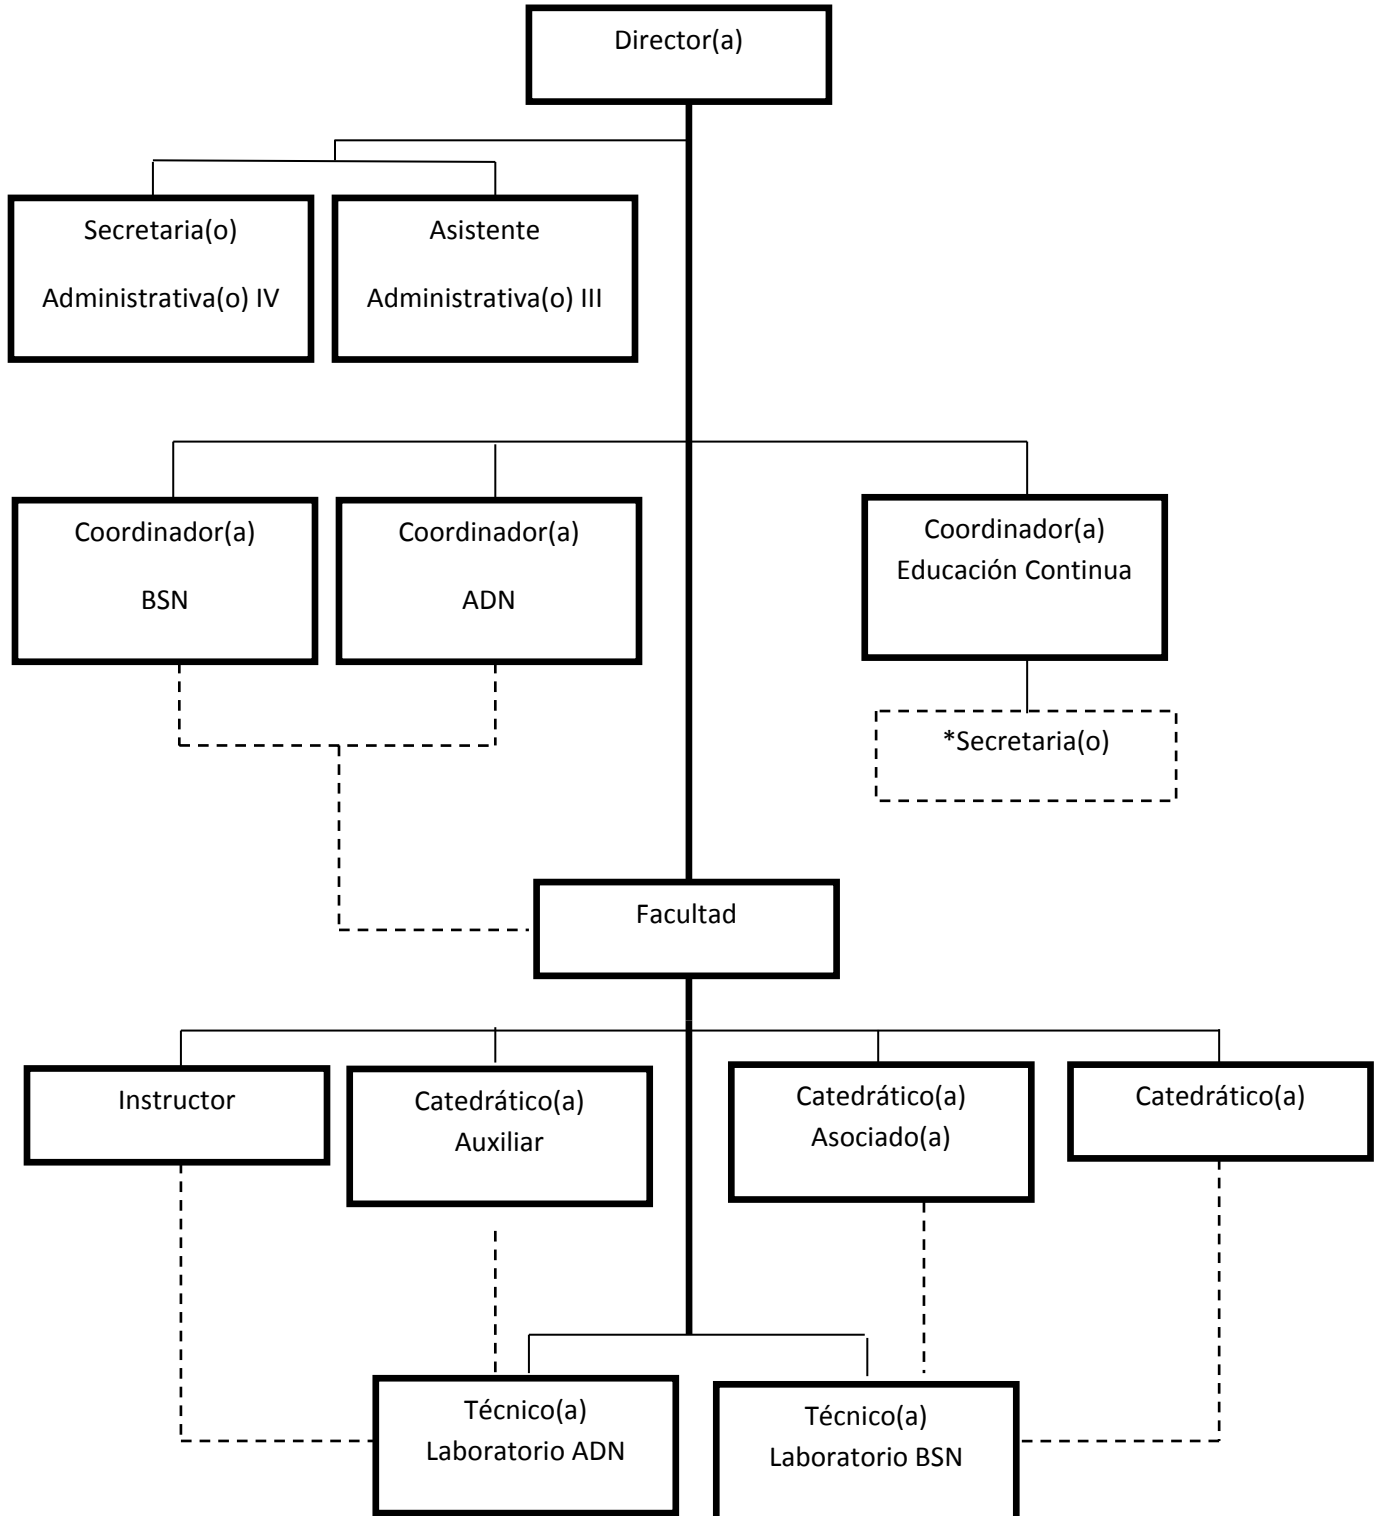 Director(a)
Secretaria(o)
Administrativa(o) IV
Asistente
Administrativa(o) III
Coordinador(a)
BSN
Coordinador(a)
ADN
Coordinador(a)
Educación Continua
*Secretaria(o)
Facultad
Instructor
Catedrático(a)
Auxiliar
Catedrático(a)
Asociado(a)
Catedrático(a)
Técnico(a)
Laboratorio ADN
Técnico(a)
Laboratorio BSN